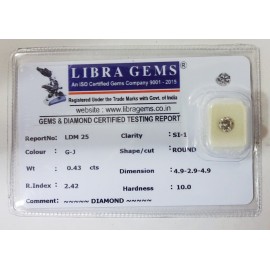 LIBRA GEMS®
An ISO Certified Gems Company 9001 - 2015
Registered Under the Trade Marks with Govt. of India
website : www.libragems.co.in
GEMS & DIAMOND CERTIFIED TESTING REPORT
ReportNo: LDM 25 Clarity : SI-1
Colour : G-J Shape/cut : ROUND
Wt : 0.43 cts Dimension : 4.9-2.9-4.9
R.Index : 2.42 Hardness : 10.0
Comment: ~~~~~ DIAMOND ~~~~~